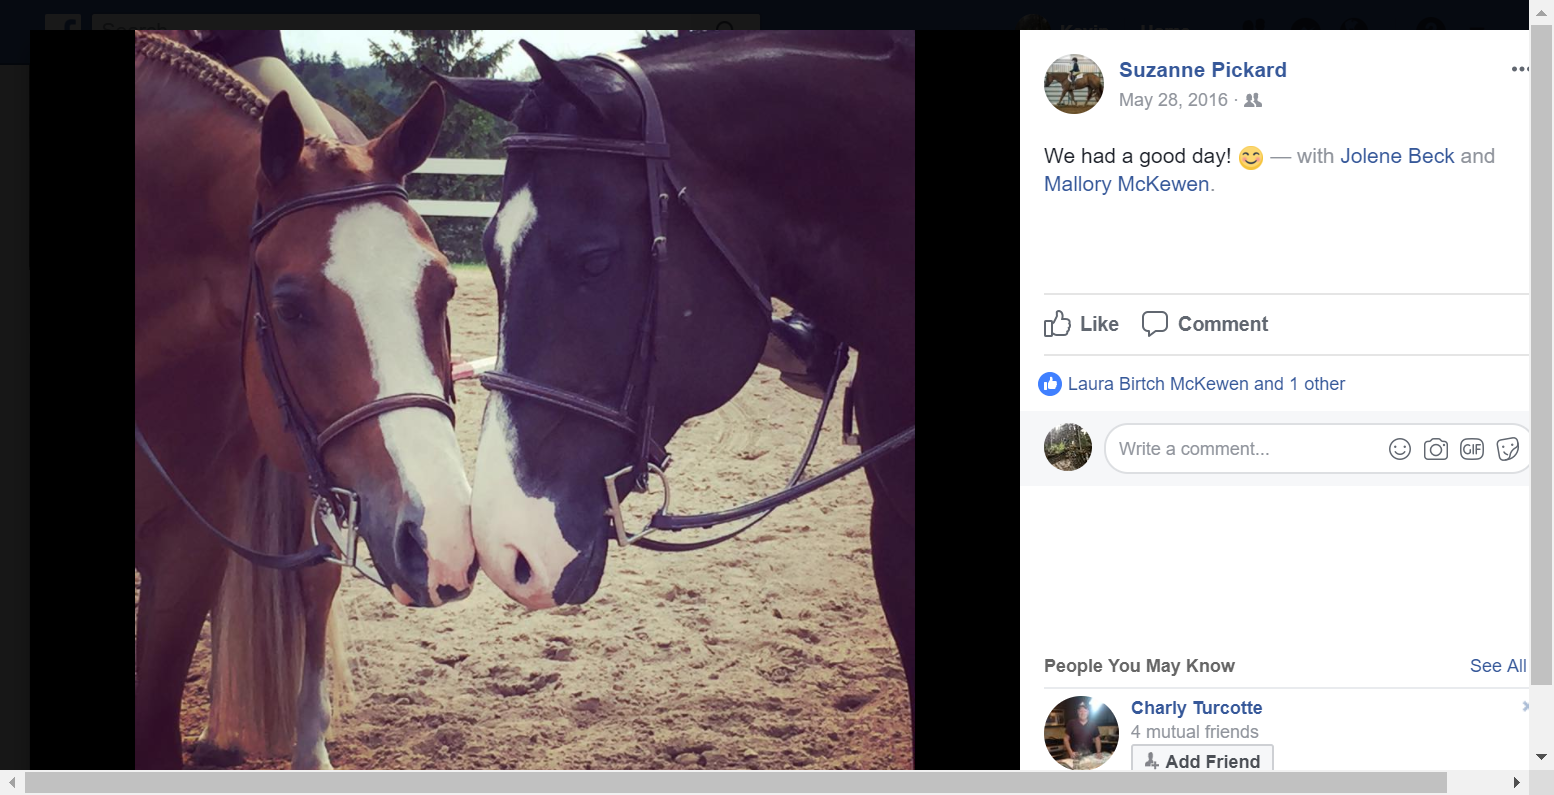 Search
Suzanne Pickard
May 28, 2016 ·
We had a good day! 😊 — with Jolene Beck and
Mallory McKewen.
Like Comment
Laura Birtch McKewen and 1 other
Write a comment...
GIF
People You May Know
See All
Charly Turcotte
4 mutual friends
Add Friend